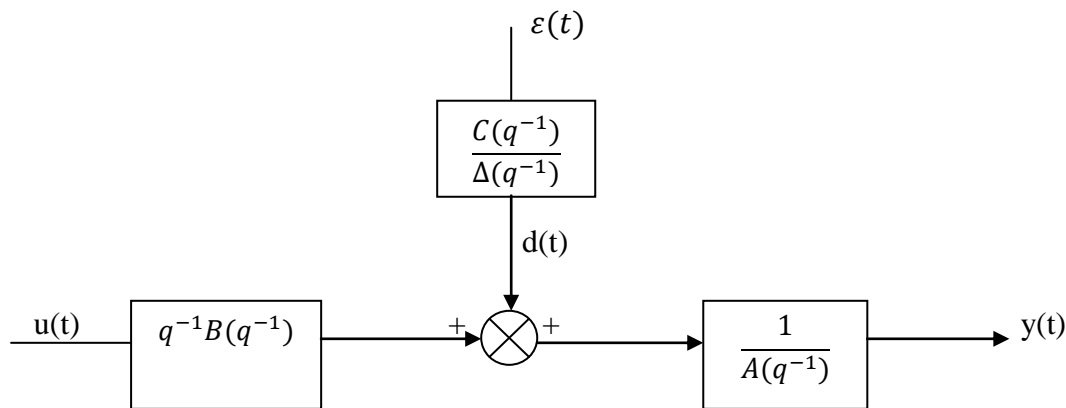 ε(t)
C(q⁻¹)
Δ(q⁻¹)
d(t)
u(t)
q⁻¹B(q⁻¹)
+ +
1
A(q⁻¹)
y(t)